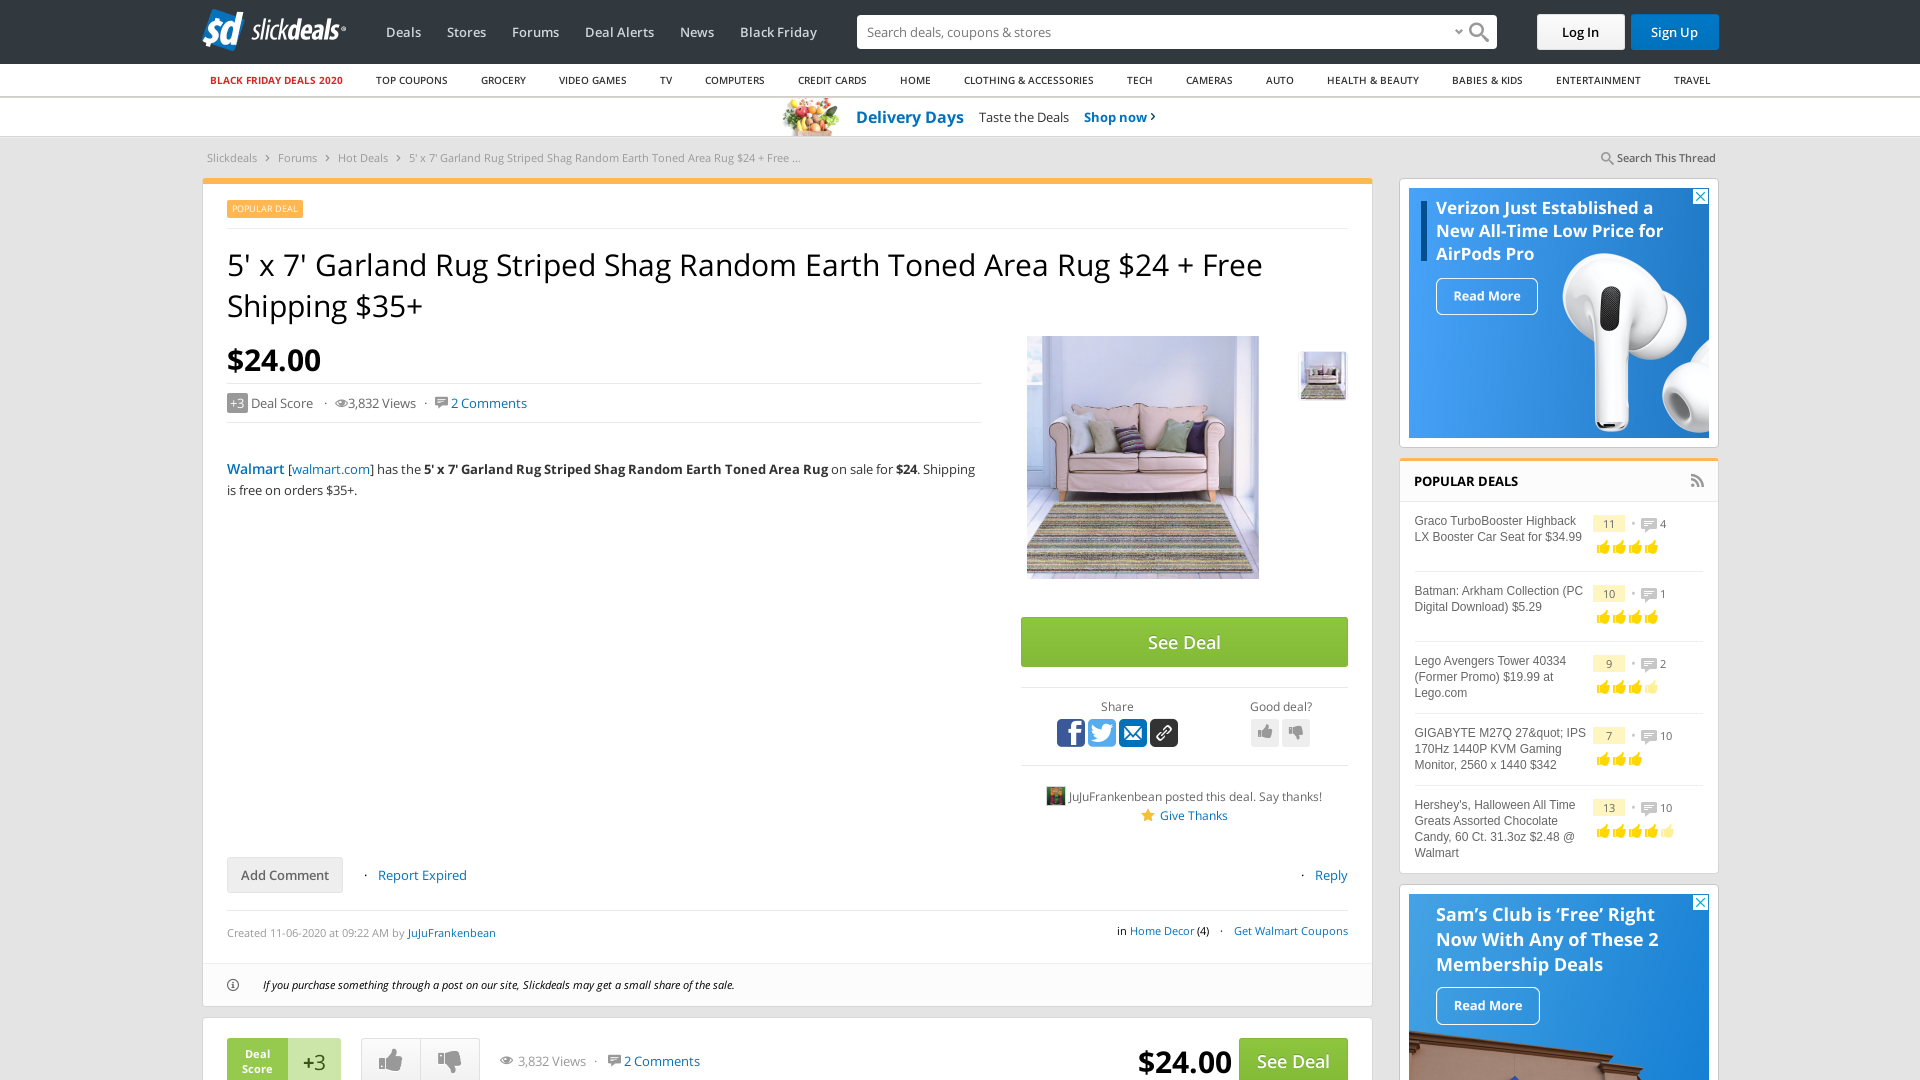 slickdeals
Deals
Stores
Forums
Deal Alerts
News
Black Friday
Search deals, coupons & stores
Log In
Sign Up
BLACK FRIDAY DEALS 2020
TOP COUPONS
GROCERY
VIDEO GAMES
TV
COMPUTERS
CREDIT CARDS
HOME
CLOTHING & ACCESSORIES
TECH
CAMERAS
AUTO
HEALTH & BEAUTY
BABIES & KIDS
ENTERTAINMENT
TRAVEL
Delivery Days Taste the Deals Shop now ›
Slickdeals › Forums › Hot Deals › 5' x 7' Garland Rug Striped Shag Random Earth Toned Area Rug $24 + Free ...
Search This Thread
POPULAR DEAL
5' x 7' Garland Rug Striped Shag Random Earth Toned Area Rug $24 + Free
Shipping $35+
$24.00
+3 Deal Score · 3,832 Views · 2 Comments
Walmart [walmart.com] has the 5' x 7' Garland Rug Striped Shag Random Earth Toned Area Rug on sale for $24. Shipping
is free on orders $35+.
See Deal
Share
Good deal?
JuJuFrankenbean posted this deal. Say thanks!
Give Thanks
Add Comment
· Report Expired
· Reply
Created 11-06-2020 at 09:22 AM by JuJuFrankenbean
in Home Decor (4) · Get Walmart Coupons
If you purchase something through a post on our site, Slickdeals may get a small share of the sale.
Deal
Score
+3
3,832 Views · 2 Comments
$24.00
See Deal
Verizon Just Established a
New All-Time Low Price for
AirPods Pro
Read More
POPULAR DEALS
Graco TurboBooster Highback
LX Booster Car Seat for $34.99
11 • 4
Batman: Arkham Collection (PC
Digital Download) $5.29
10 • 1
Lego Avengers Tower 40334
(Former Promo) $19.99 at
Lego.com
9 • 2
GIGABYTE M27Q 27&quot; IPS
170Hz 1440P KVM Gaming
Monitor, 2560 x 1440 $342
7 • 10
Hershey's, Halloween All Time
Greats Assorted Chocolate
Candy, 60 Ct. 31.3oz $2.48 @
Walmart
13 • 10
Sam's Club is ‘Free’ Right
Now With Any of These 2
Membership Deals
Read More